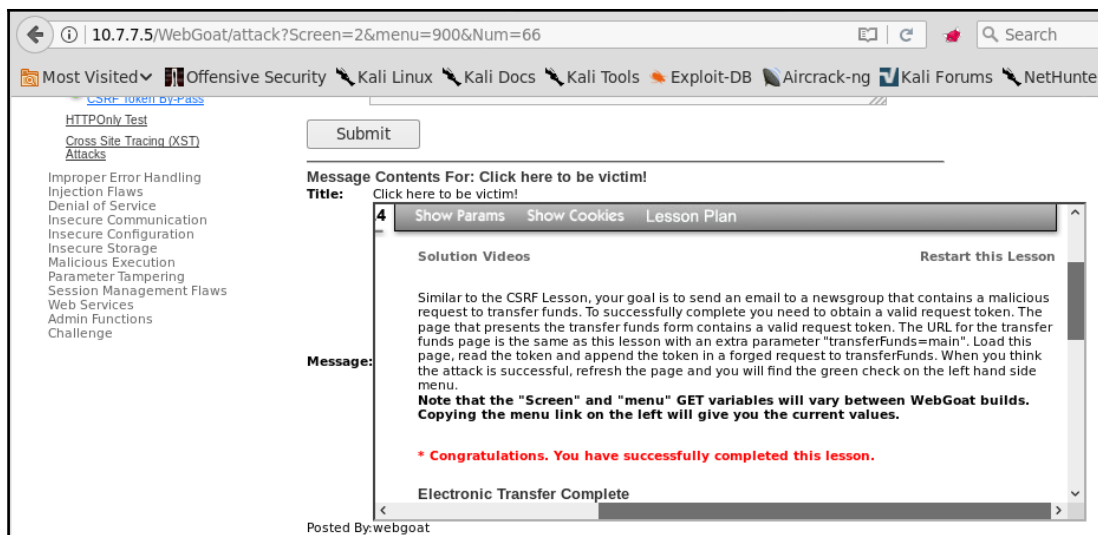 10.7.7.5/WebGoat/attack?Screen=2&menu=900&Num=66
Search
Most Visited
Offensive Security
Kali Linux
Kali Docs
Kali Tools
Exploit-DB
Aircrack-ng
Kali Forums
NetHunte
CSRF Token By-Pass
HTTPOnly Test
Cross Site Tracing (XST)
Attacks
Improper Error Handling
Injection Flaws
Denial of Service
Insecure Communication
Insecure Configuration
Insecure Storage
Malicious Execution
Parameter Tampering
Session Management Flaws
Web Services
Admin Functions
Challenge
Submit
Message Contents For: Click here to be victim!
Title: Click here to be victim!
Message:
4 Show Params Show Cookies Lesson Plan
Solution Videos Restart this Lesson
Similar to the CSRF Lesson, your goal is to send an email to a newsgroup that contains a malicious
request to transfer funds. To successfully complete you need to obtain a valid request token. The
page that presents the transfer funds form contains a valid request token. The URL for the transfer
funds page is the same as this lesson with an extra parameter "transferFunds=main". Load this
page, read the token and append the token in a forged request to transferFunds. When you think
the attack is successful, refresh the page and you will find the green check on the left hand side
menu.
Note that the "Screen" and "menu" GET variables will vary between WebGoat builds.
Copying the menu link on the left will give you the current values.
* Congratulations. You have successfully completed this lesson.
Electronic Transfer Complete
Posted By:webgoat